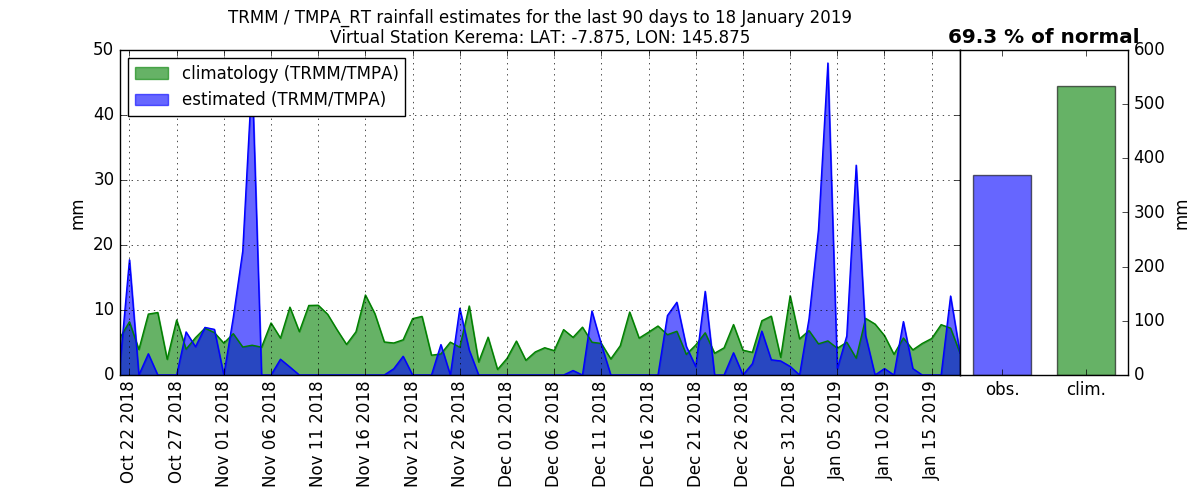 TRMM / TMPA_RT rainfall estimates for the last 90 days to 18 January 2019
Virtual Station Kerema: LAT: -7.875, LON: 145.875
69.3 % of normal
climatology (TRMM/TMPA)
estimated (TRMM/TMPA)
mm
50
40
30
20
10
0
Oct 22 2018
Oct 27 2018
Nov 01 2018
Nov 06 2018
Nov 11 2018
Nov 16 2018
Nov 21 2018
Nov 26 2018
Dec 01 2018
Dec 06 2018
Dec 11 2018
Dec 16 2018
Dec 21 2018
Dec 26 2018
Dec 31 2018
Jan 05 2019
Jan 10 2019
Jan 15 2019
obs.
clim.
600
500
400
300
200
100
0
mm